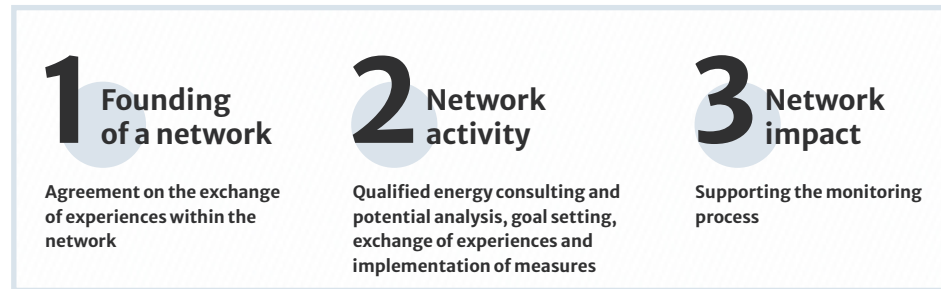 1 Founding
of a network
Agreement on the exchange
of experiences within the
network
2 Network
activity
Qualified energy consulting and
potential analysis, goal setting,
exchange of experiences and
implementation of measures
3 Network
impact
Supporting the monitoring
process